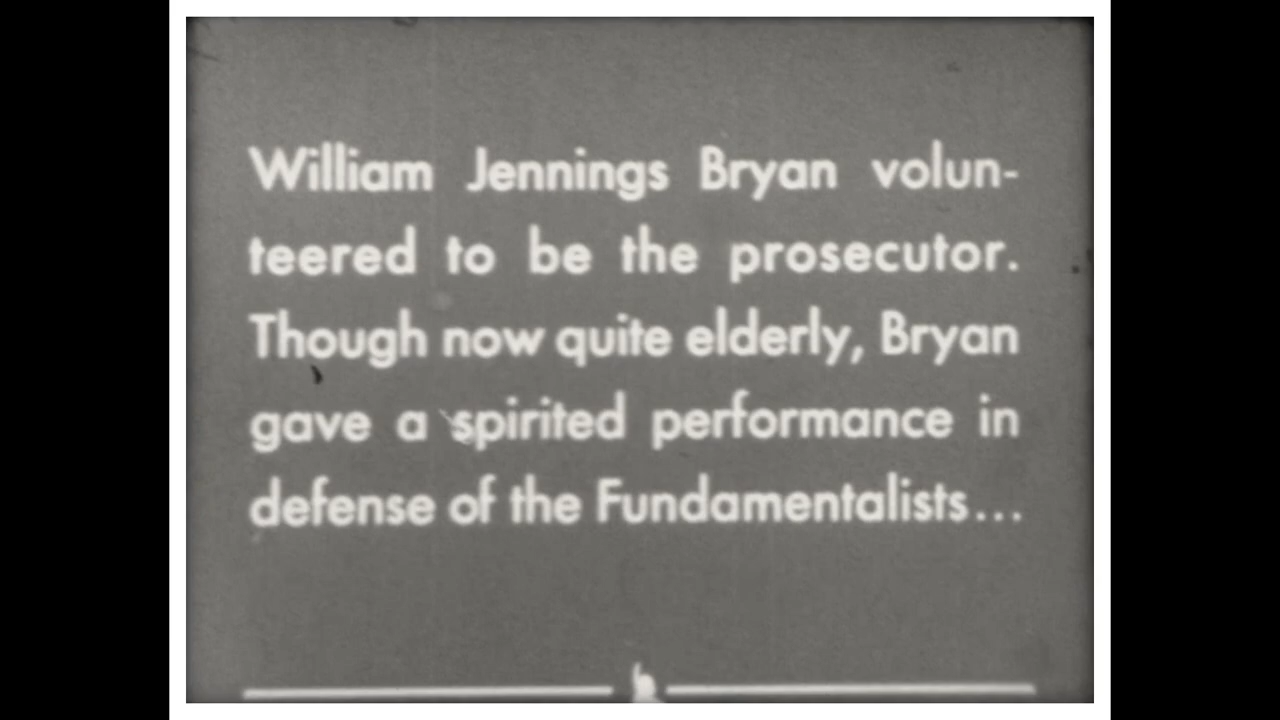 William Jennings Bryan volun-
teered to be the prosecutor.
Though now quite elderly, Bryan
gave a spirited performance in
defense of the Fundamentalists...